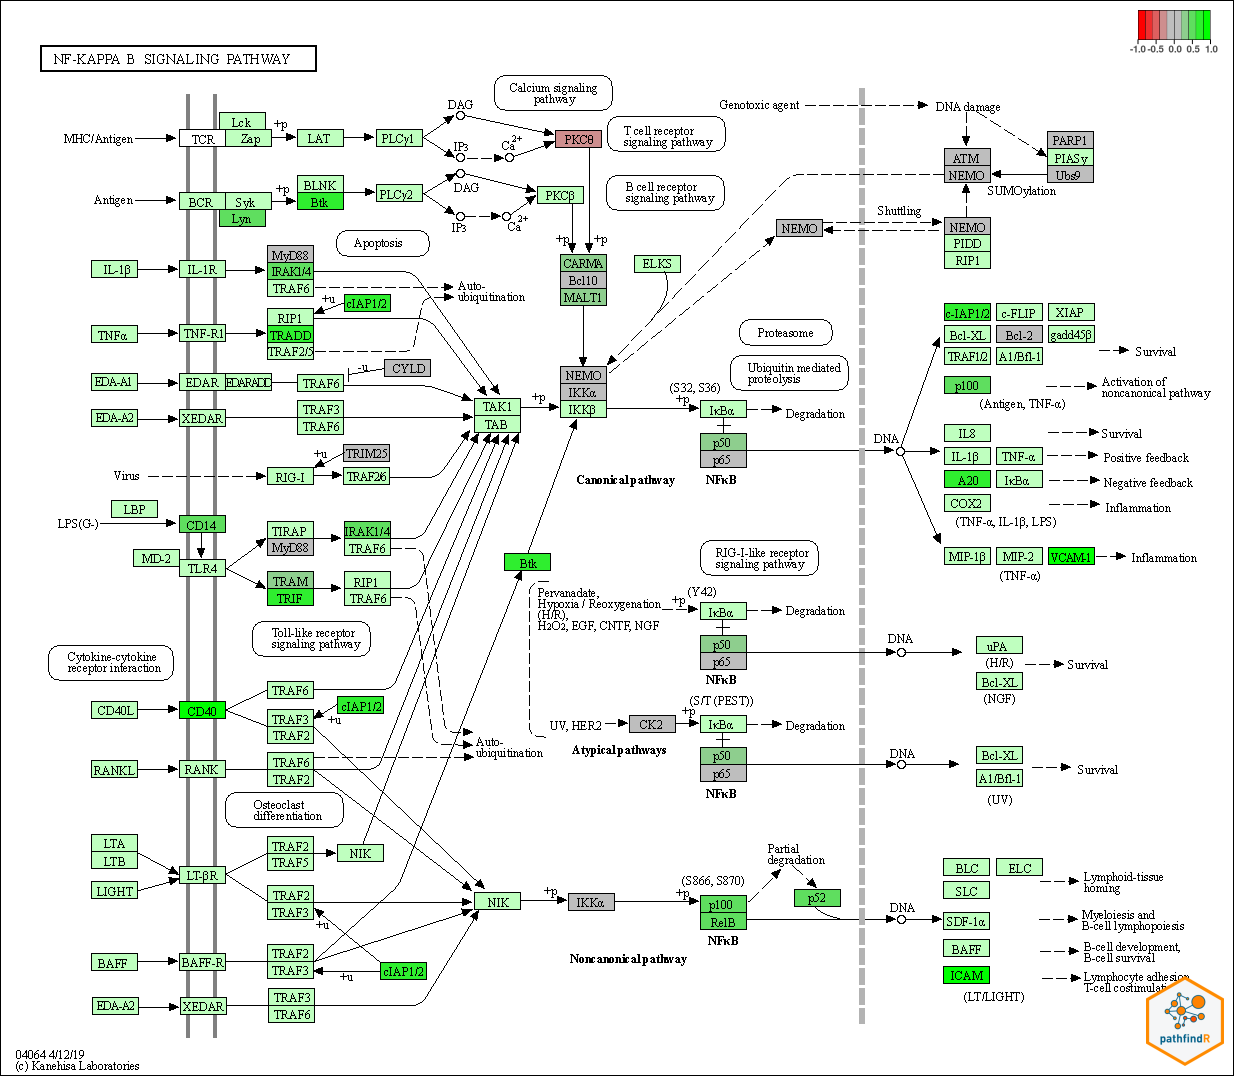 -1.0 -0.5 0.0 0.5 1.0
NF-KAPPA B SIGNALING PATHWAY
Calcium signaling
pathway
T cell receptor
signaling pathway
B cell receptor
signaling pathway
MHC/Antigen
TCR
Lck
Zap
+p
LAT
PLCγ1
DAG
IP3
Ca2+
PKCθ
Antigen
BCR
Syk
Lyn
+p
BLNK
Btk
PLCγ2
DAG
IP3
Ca2+
PKCβ
+p
+p
CARMA
Bcl10
MALT1
ELKS
Genotoxic agent
DNA damage
ATM
NEMO
PARP1
PIASy
Ubs9
SUMOylation
Shuttling
NEMO
NEMO
PIDD
RIP1
Apoptosis
IL-1β
IL-1R
MyD88
IRAK1/4
TRAF6
Auto-
ubiquitination
+u
cIAP1/2
TNFα
TNF-R1
RIP1
TRADD
TRAF2/5
EDA-A1
EDAR
EDARADD
TRAF6
-u
CYLD
EDA-A2
XEDAR
TRAF3
TRAF6
TAK1
TAB
+p
NEMO
IKKα
IKKβ
Proteasome
Ubiquitin mediated
proteolysis
(S32, S36)
+p
IκBα
Degradation
p50
p65
NFκB
Canonical pathway
DNA
c-IAP1/2
c-FLIP
XIAP
Bcl-XL
Bcl-2
gadd45β
TRAF1/2
A1/Bfl-1
Survival
p100
(Antigen, TNF-α)
Activation of
noncanonical pathway
IL8
Survival
IL-1β
TNF-α
Positive feedback
A20
IκBα
Negative feedback
COX2
Inflammation
(TNF-α, IL-1β, LPS)
MIP-1β
MIP-2
VCAM-1
Inflammation
(TNF-α)
Virus
RIG-I
+u
TRIM25
TRAF2/6
LBP
LPS(G-)
CD14
MD-2
TLR4
TIRAP
MyD88
IRAK1/4
TRAF6
TRAM
TRIF
RIP1
TRAF6
Toll-like receptor
signaling pathway
Cytokine-cytokine
receptor interaction
Btk
RIG-I-like receptor
signaling pathway
Pervanadate,
Hypoxia / Reoxygenation
(H/R),
H2O2, EGF, CNTF, NGF
+p
(Y42)
IκBα
Degradation
p50
p65
NFκB
DNA
uPA
(H/R)
Bcl-XL
(NGF)
Survival
CD40L
CD40
TRAF6
TRAF3
TRAF2
+u
cIAP1/2
UV, HER2
CK2
+p
(S/T (PEST))
IκBα
Degradation
Atypical pathways
p50
p65
NFκB
DNA
Bcl-XL
A1/Bfl-1
(UV)
Survival
RANKL
RANK
TRAF6
TRAF2
Auto-
ubiquitination
Osteoclast
differentiation
LTA
LTB
LIGHT
LT-βR
TRAF2
TRAF5
NIK
TRAF2
TRAF3
+u
NIK
+p
IKKα
+p
(S866, S870)
p100
RelB
NFκB
Partial
degradation
p52
DNA
Noncanonical pathway
BLC
ELC
SLC
Lymphoid-tissue
homing
SDF-1α
Myeloiesis and
B-cell lymphopoiesis
BAFF
B-cell development,
B-cell survival
ICAM
(LT/LIGHT)
Lymphocyte adhesion
T-cell costimulation
BAFF
BAFF-R
TRAF2
TRAF3
+u
cIAP1/2
EDA-A2
XEDAR
TRAF3
TRAF6
04064 4/12/19
(c) Kanehisa Laboratories
pathfindR